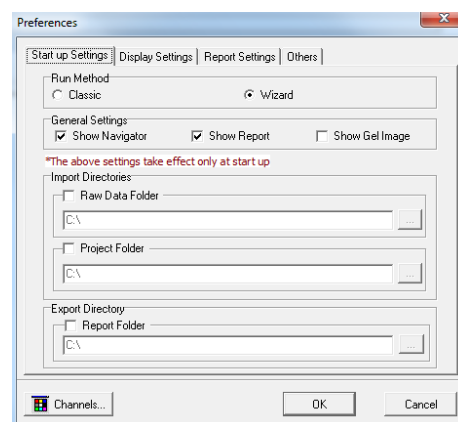 Preferences
Start up Settings Display Settings Report Settings Others
Run Method
Classic Wizard
General Settings
Show Navigator Show Report Show Gel Image
*The above settings take effect only at start up
Import Directories
Raw Data Folder
C:\ ...
Project Folder
C:\ ...
Export Directory
Report Folder
C:\ ...
Channels... OK Cancel